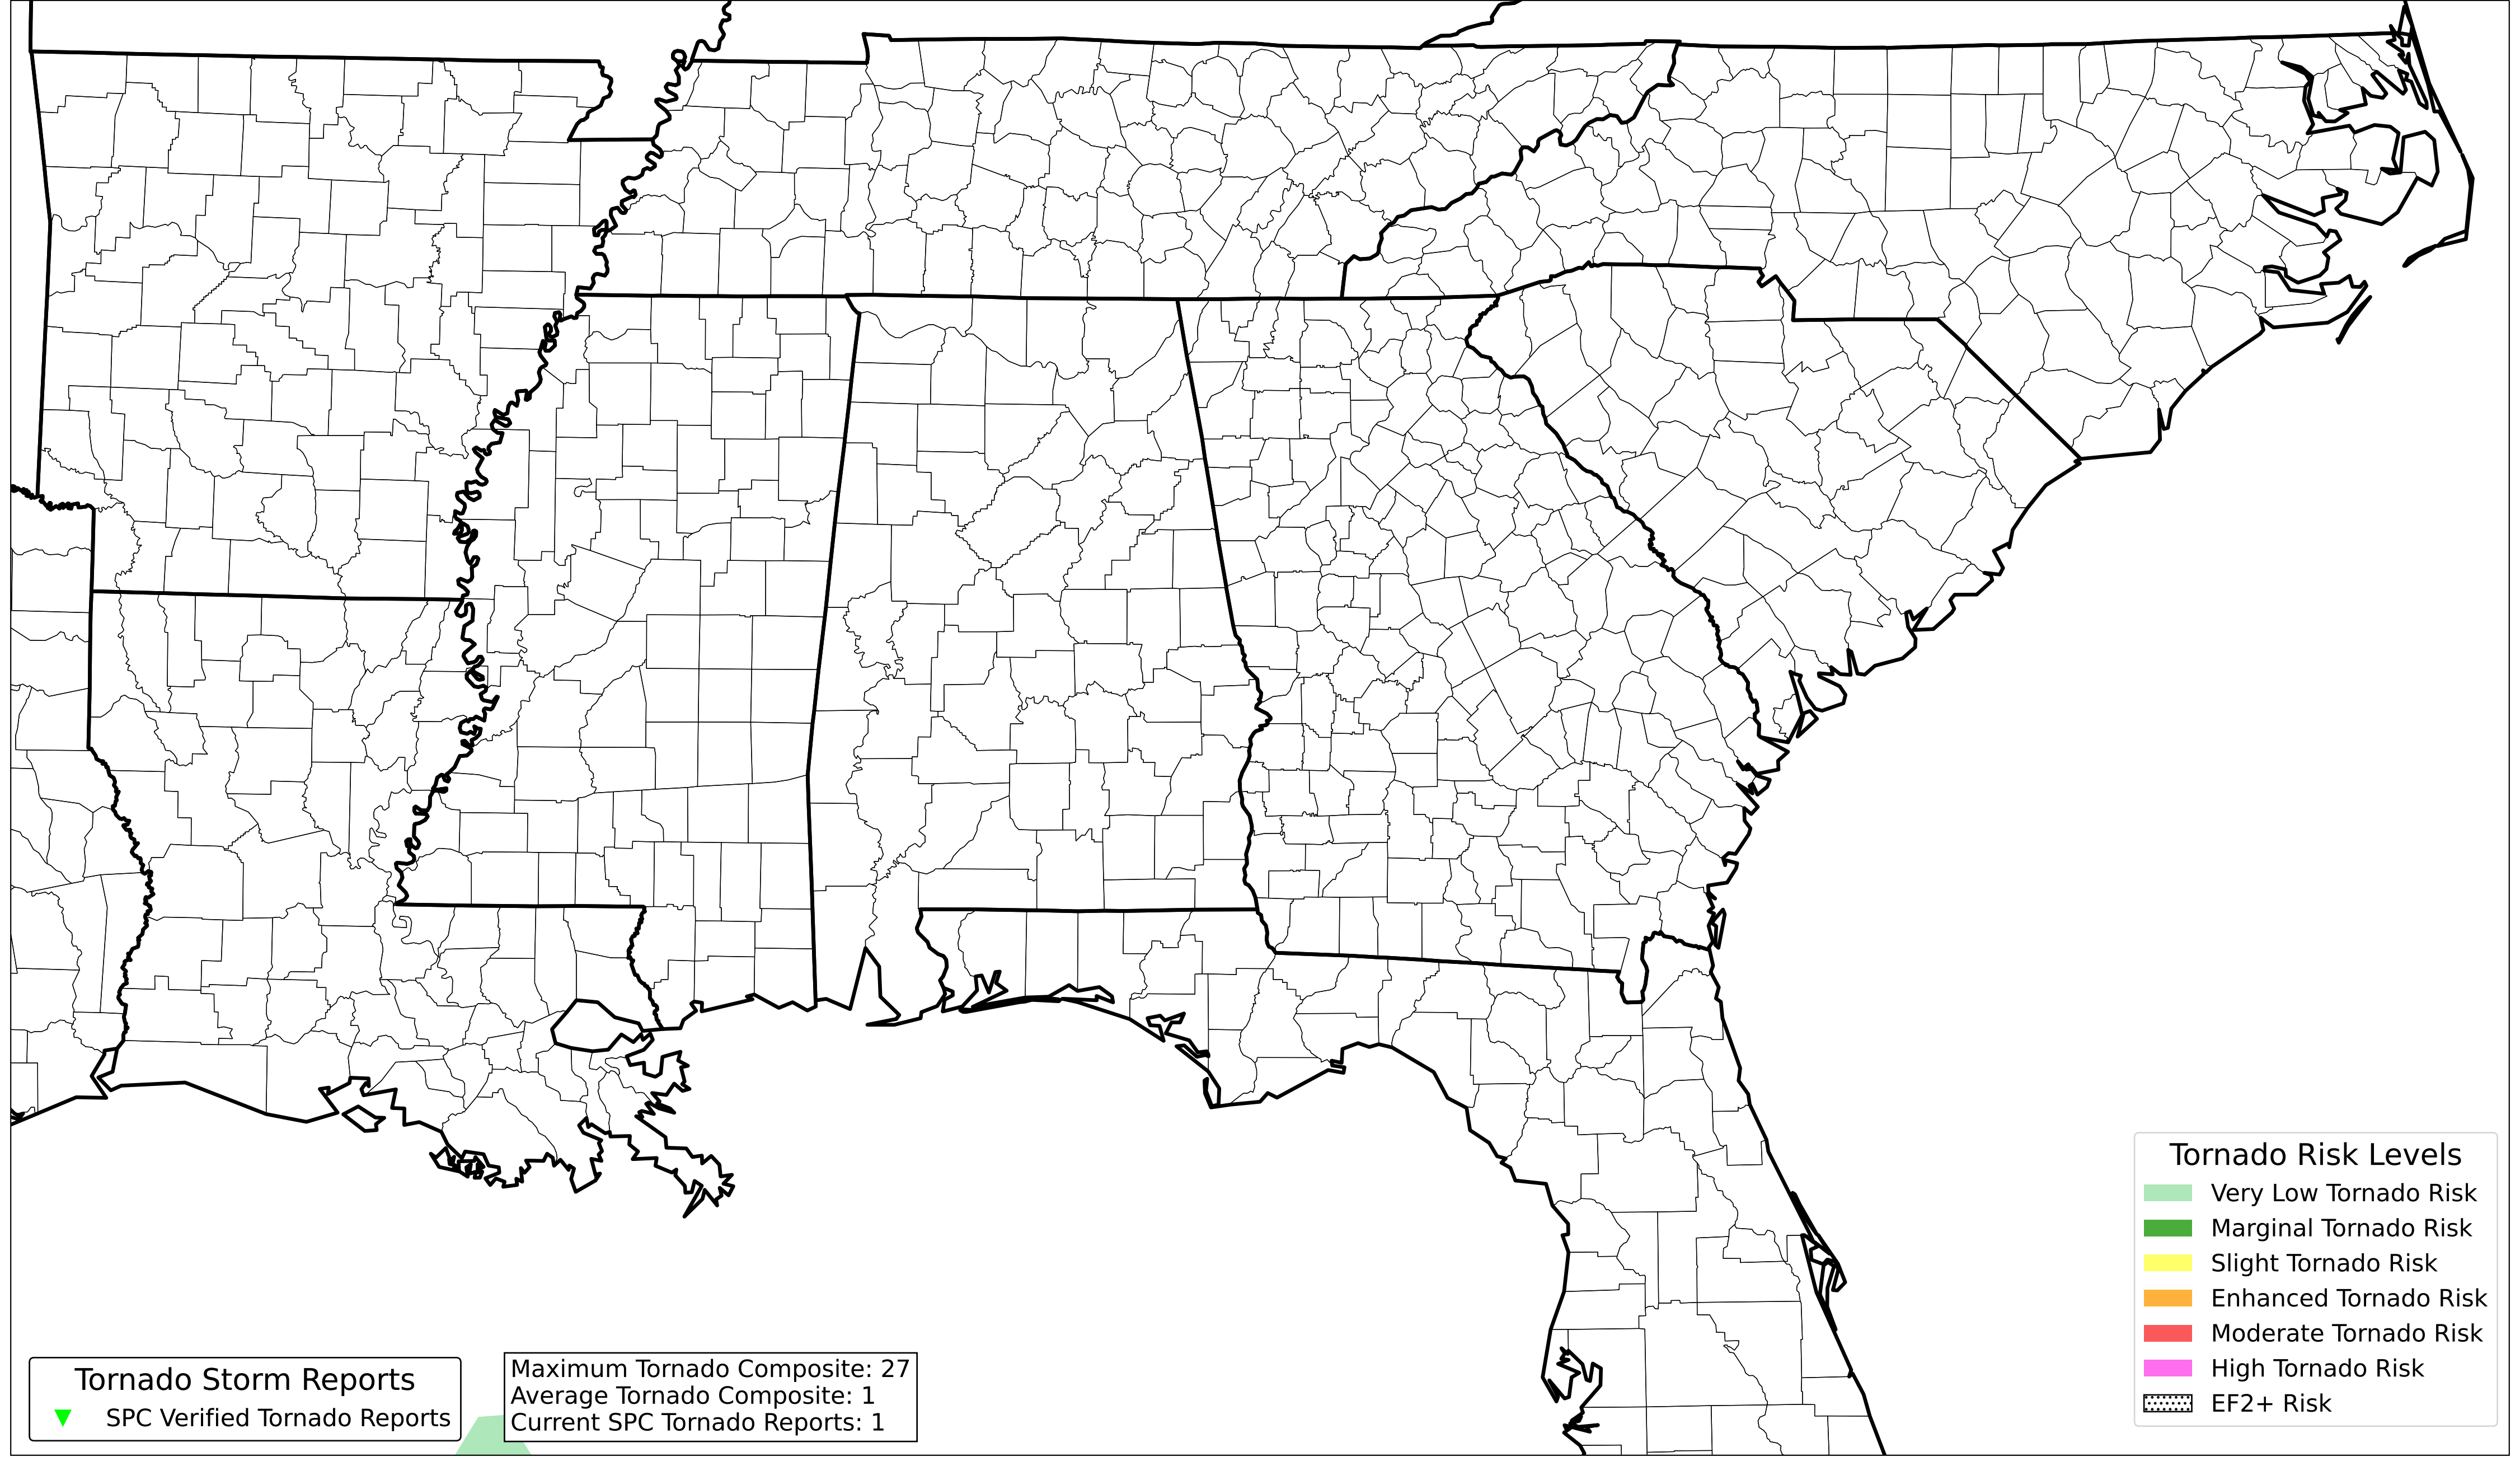 Tornado Risk Levels
Very Low Tornado Risk
Marginal Tornado Risk
Slight Tornado Risk
Enhanced Tornado Risk
Moderate Tornado Risk
High Tornado Risk
EF2+ Risk
Tornado Storm Reports
SPC Verified Tornado Reports
Maximum Tornado Composite: 27
Average Tornado Composite: 1
Current SPC Tornado Reports: 1